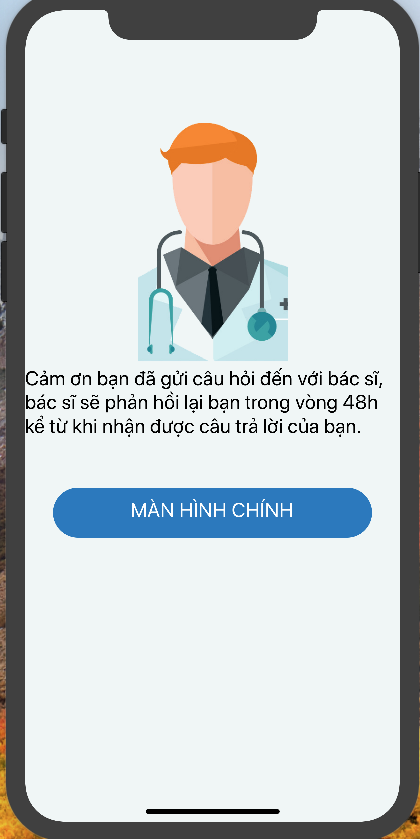 Cảm ơn bạn đã gửi câu hỏi đến với bác sĩ,
bác sĩ sẽ phản hồi lại bạn trong vòng 48h
kể từ khi nhận được câu trả lời của bạn.
MÀN HÌNH CHÍNH